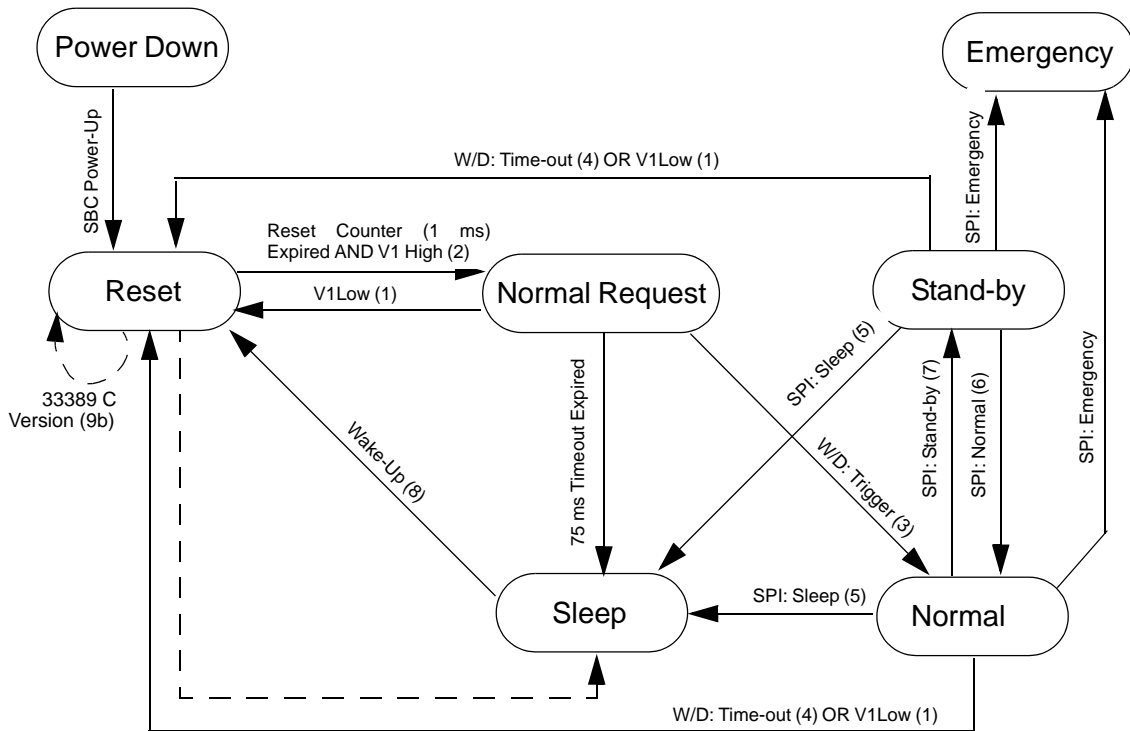 Power Down
Emergency
SBC Power-Up
SPI: Emergency
W/D: Time-out (4) OR V1Low (1)
Reset Counter (1 ms)
Expired AND V1 High (2)
Reset
Normal Request
Stand-by
V1Low (1)
33389 C
Version (9b)
Wake-Up (8)
75 ms Timeout Expired
SPI: Sleep (5)
W/D: Trigger (3)
SPI: Stand-by (7)
SPI: Normal (6)
SPI: Emergency
Sleep
SPI: Sleep (5)
Normal
W/D: Time-out (4) OR V1Low (1)